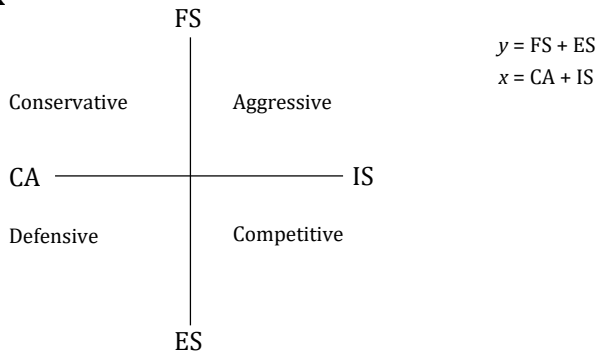 FS
y = FS + ES
x = CA + IS
Conservative
Aggressive
CA
IS
Defensive
Competitive
ES